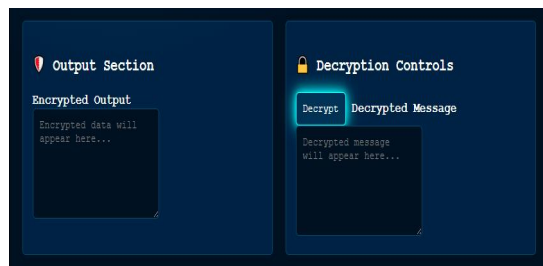 Output Section
Encrypted Output
Encrypted data will
appear here...
Decryption Controls
Decrypt Decrypted Message
Decrypted message
will appear here...